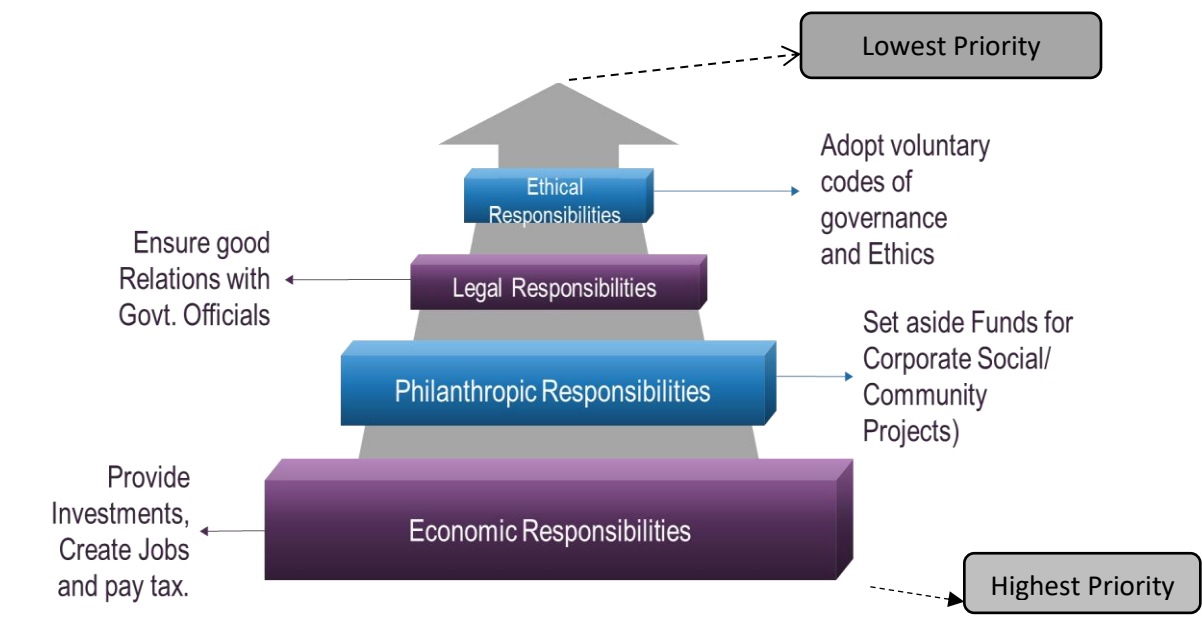 Lowest Priority
Adopt voluntary
codes of
governance
and Ethics
Ethical
Responsibilities
Ensure good
Relations with
Govt. Officials
Legal Responsibilities
Set aside Funds for
Corporate Social/
Community
Projects)
Philanthropic Responsibilities
Provide
Investments,
Create Jobs
and pay tax.
Economic Responsibilities
Highest Priority